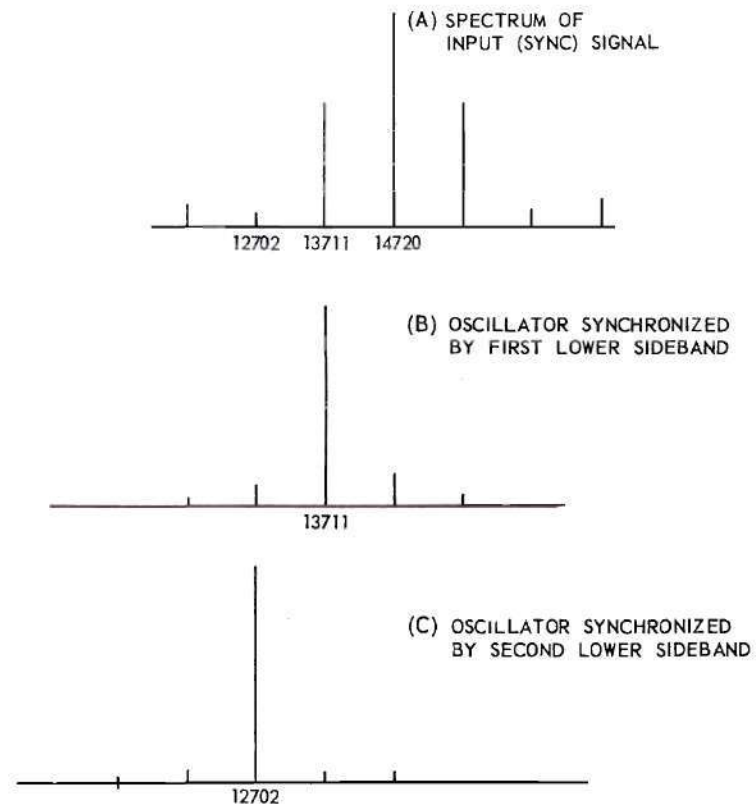 (A) SPECTRUM OF
INPUT (SYNC) SIGNAL
12702 13711 14720
(B) OSCILLATOR SYNCHRONIZED
BY FIRST LOWER SIDEBAND
13711
(C) OSCILLATOR SYNCHRONIZED
BY SECOND LOWER SIDEBAND
12702